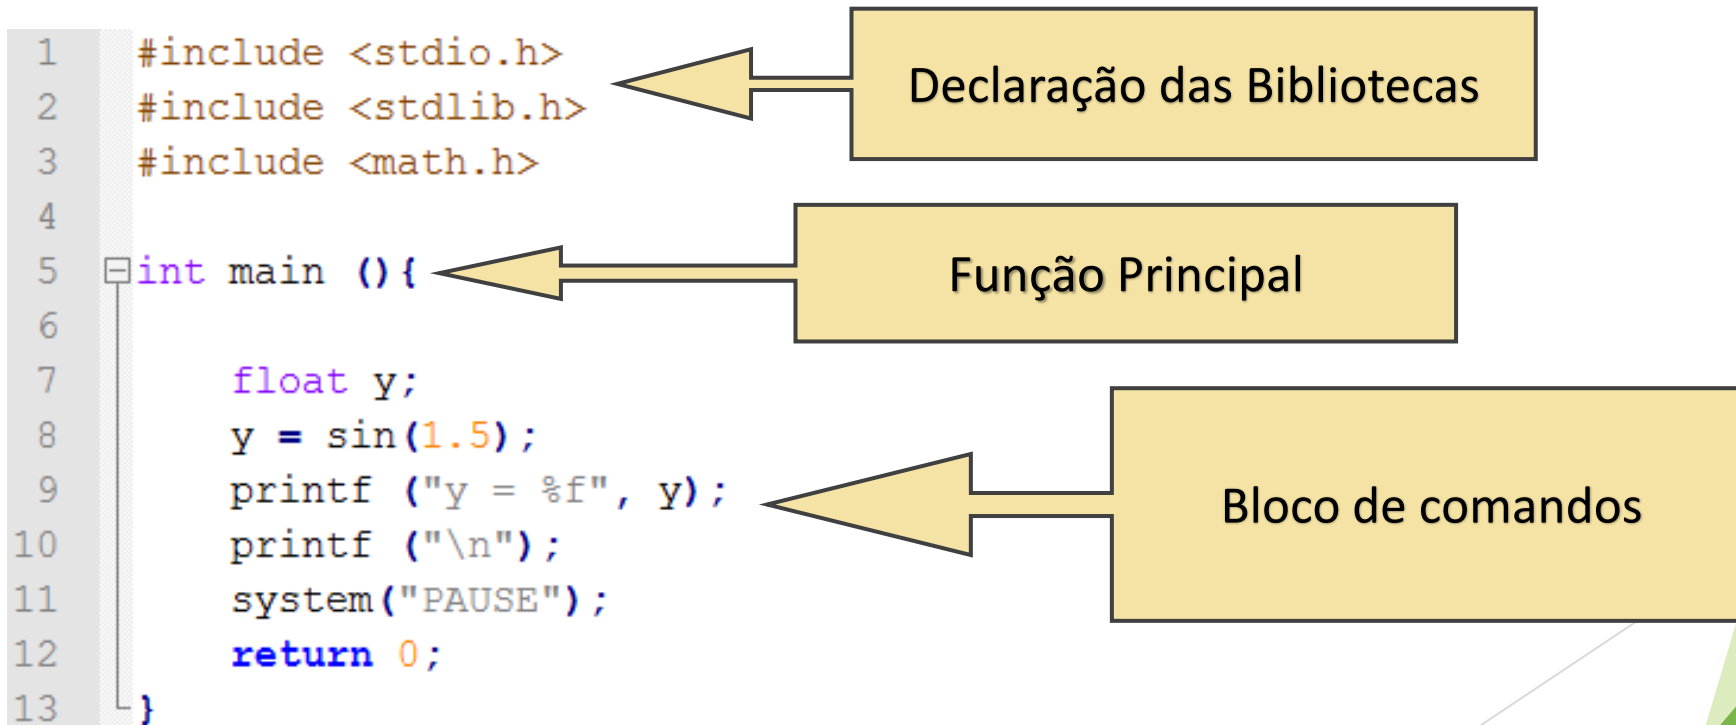 1 #include <stdio.h>
2 #include <stdlib.h>
3 #include <math.h>
4
5 int main (){
6
7 float y;
8 y = sin(1.5);
9 printf ("y = %f", y);
10 printf ("\n");
11 system("PAUSE");
12 return 0;
13 }
Declaração das Bibliotecas
Função Principal
Bloco de comandos